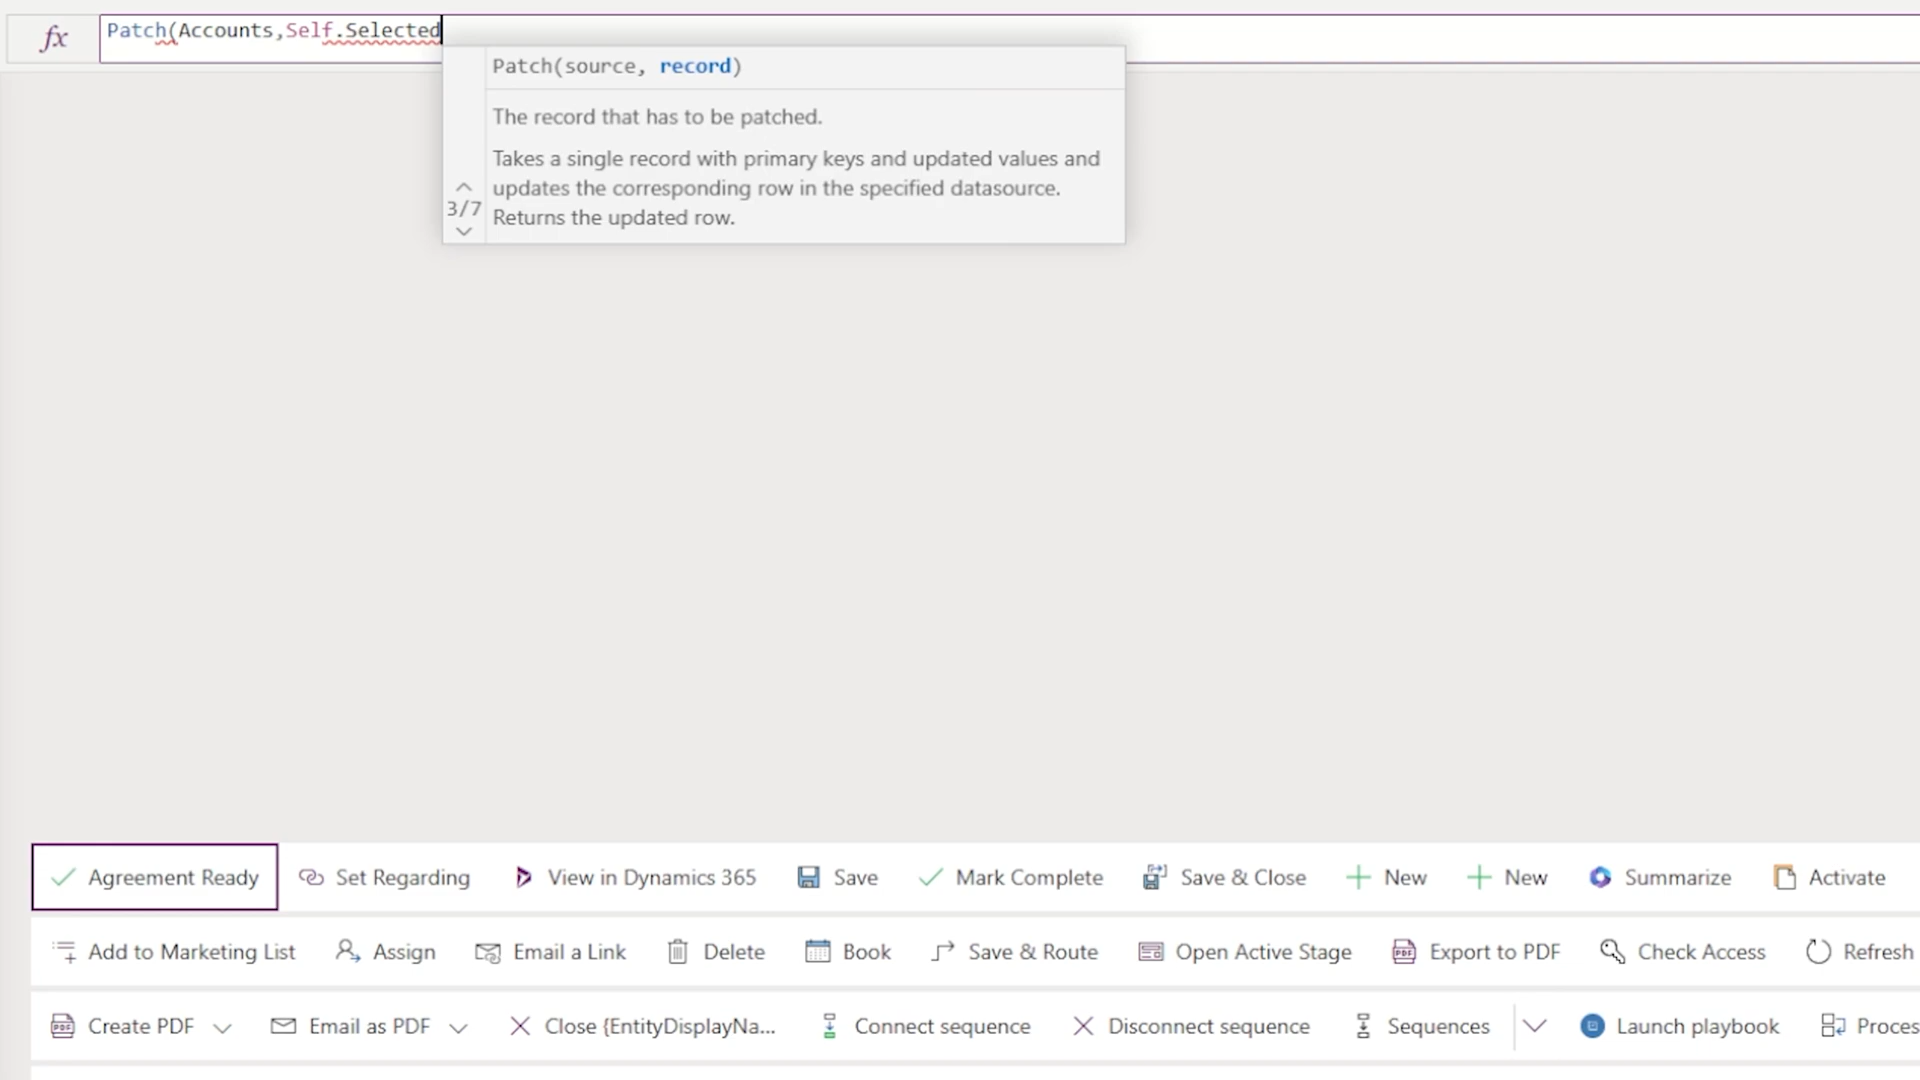 fx Patch(Accounts,Self.Selected
Patch(source, record)
The record that has to be patched.
Takes a single record with primary keys and updated values and
updates the corresponding row in the specified datasource.
3/7 Returns the updated row.
Agreement Ready Set Regarding View in Dynamics 365 Save Mark Complete Save & Close New New Summarize Activate
Add to Marketing List Assign Email a Link Delete Book Save & Route Open Active Stage Export to PDF Check Access Refresh
Create PDF Email as PDF Close {EntityDisplayNa... Connect sequence Disconnect sequence Sequences Launch playbook Proces